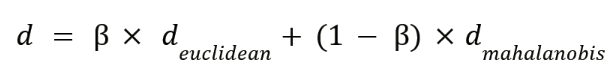 d = β × d_euclidean + (1 − β) × d_mahalanobis